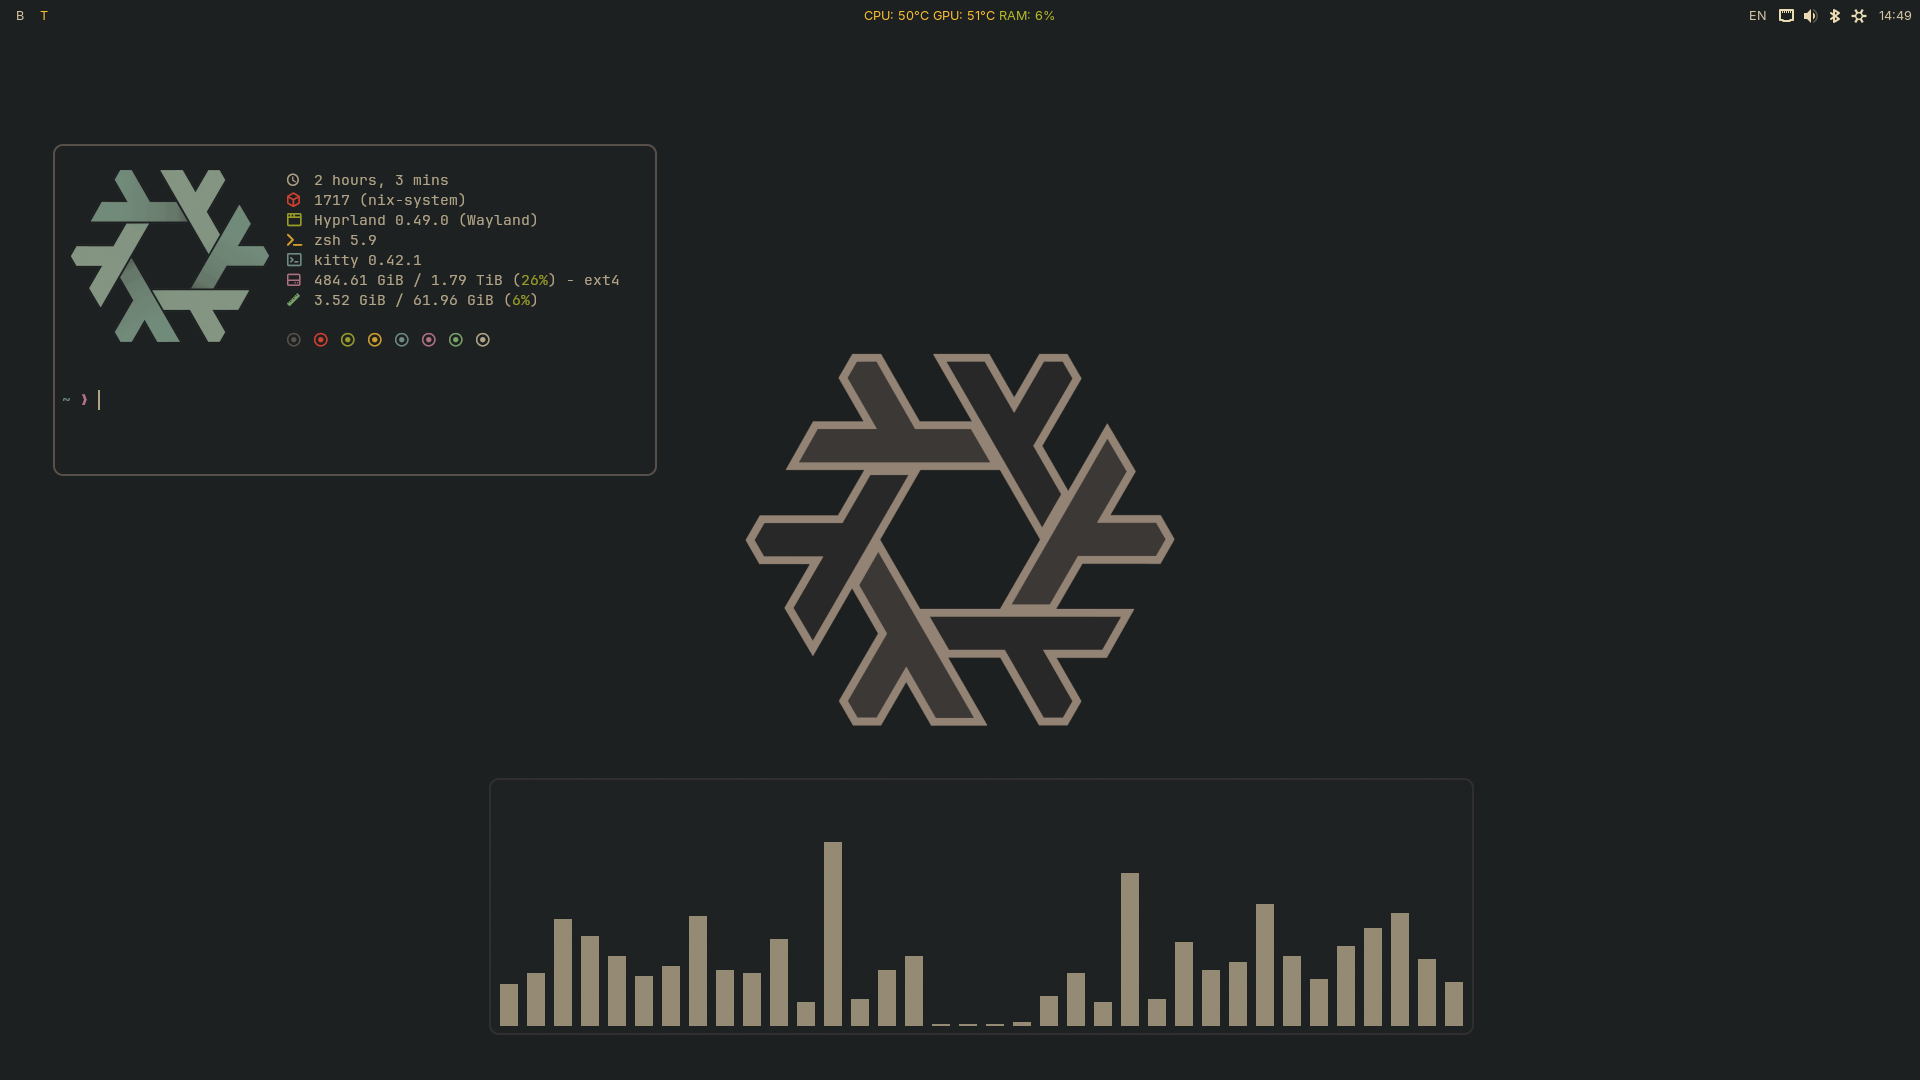 B T
CPU: 50°C GPU: 51°C RAM: 6%
EN 14:49
2 hours, 3 mins
1717 (nix-system)
Hyprland 0.49.0 (Wayland)
zsh 5.9
kitty 0.42.1
484.61 GiB / 1.79 TiB (26%) - ext4
3.52 GiB / 61.96 GiB (6%)
~ ❱